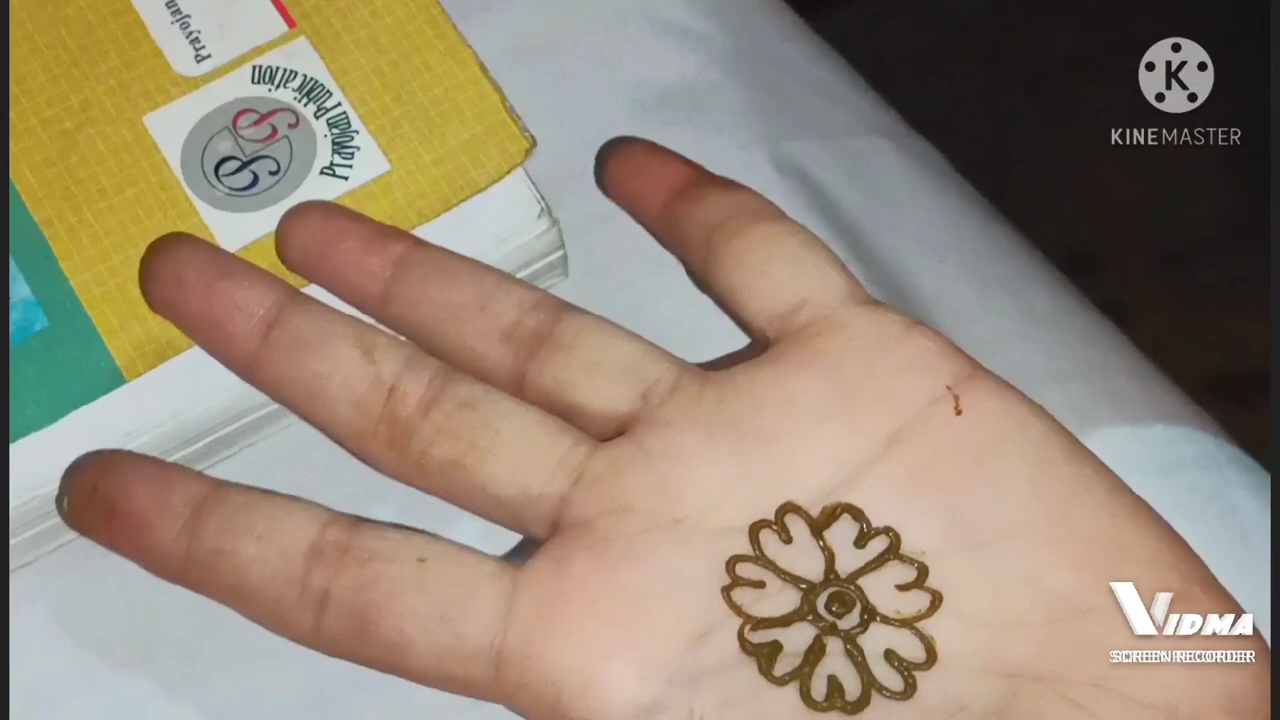 Prayojan
Prayojan Publication
KINEMASTER
VIDMA
SCREEN RECORDER